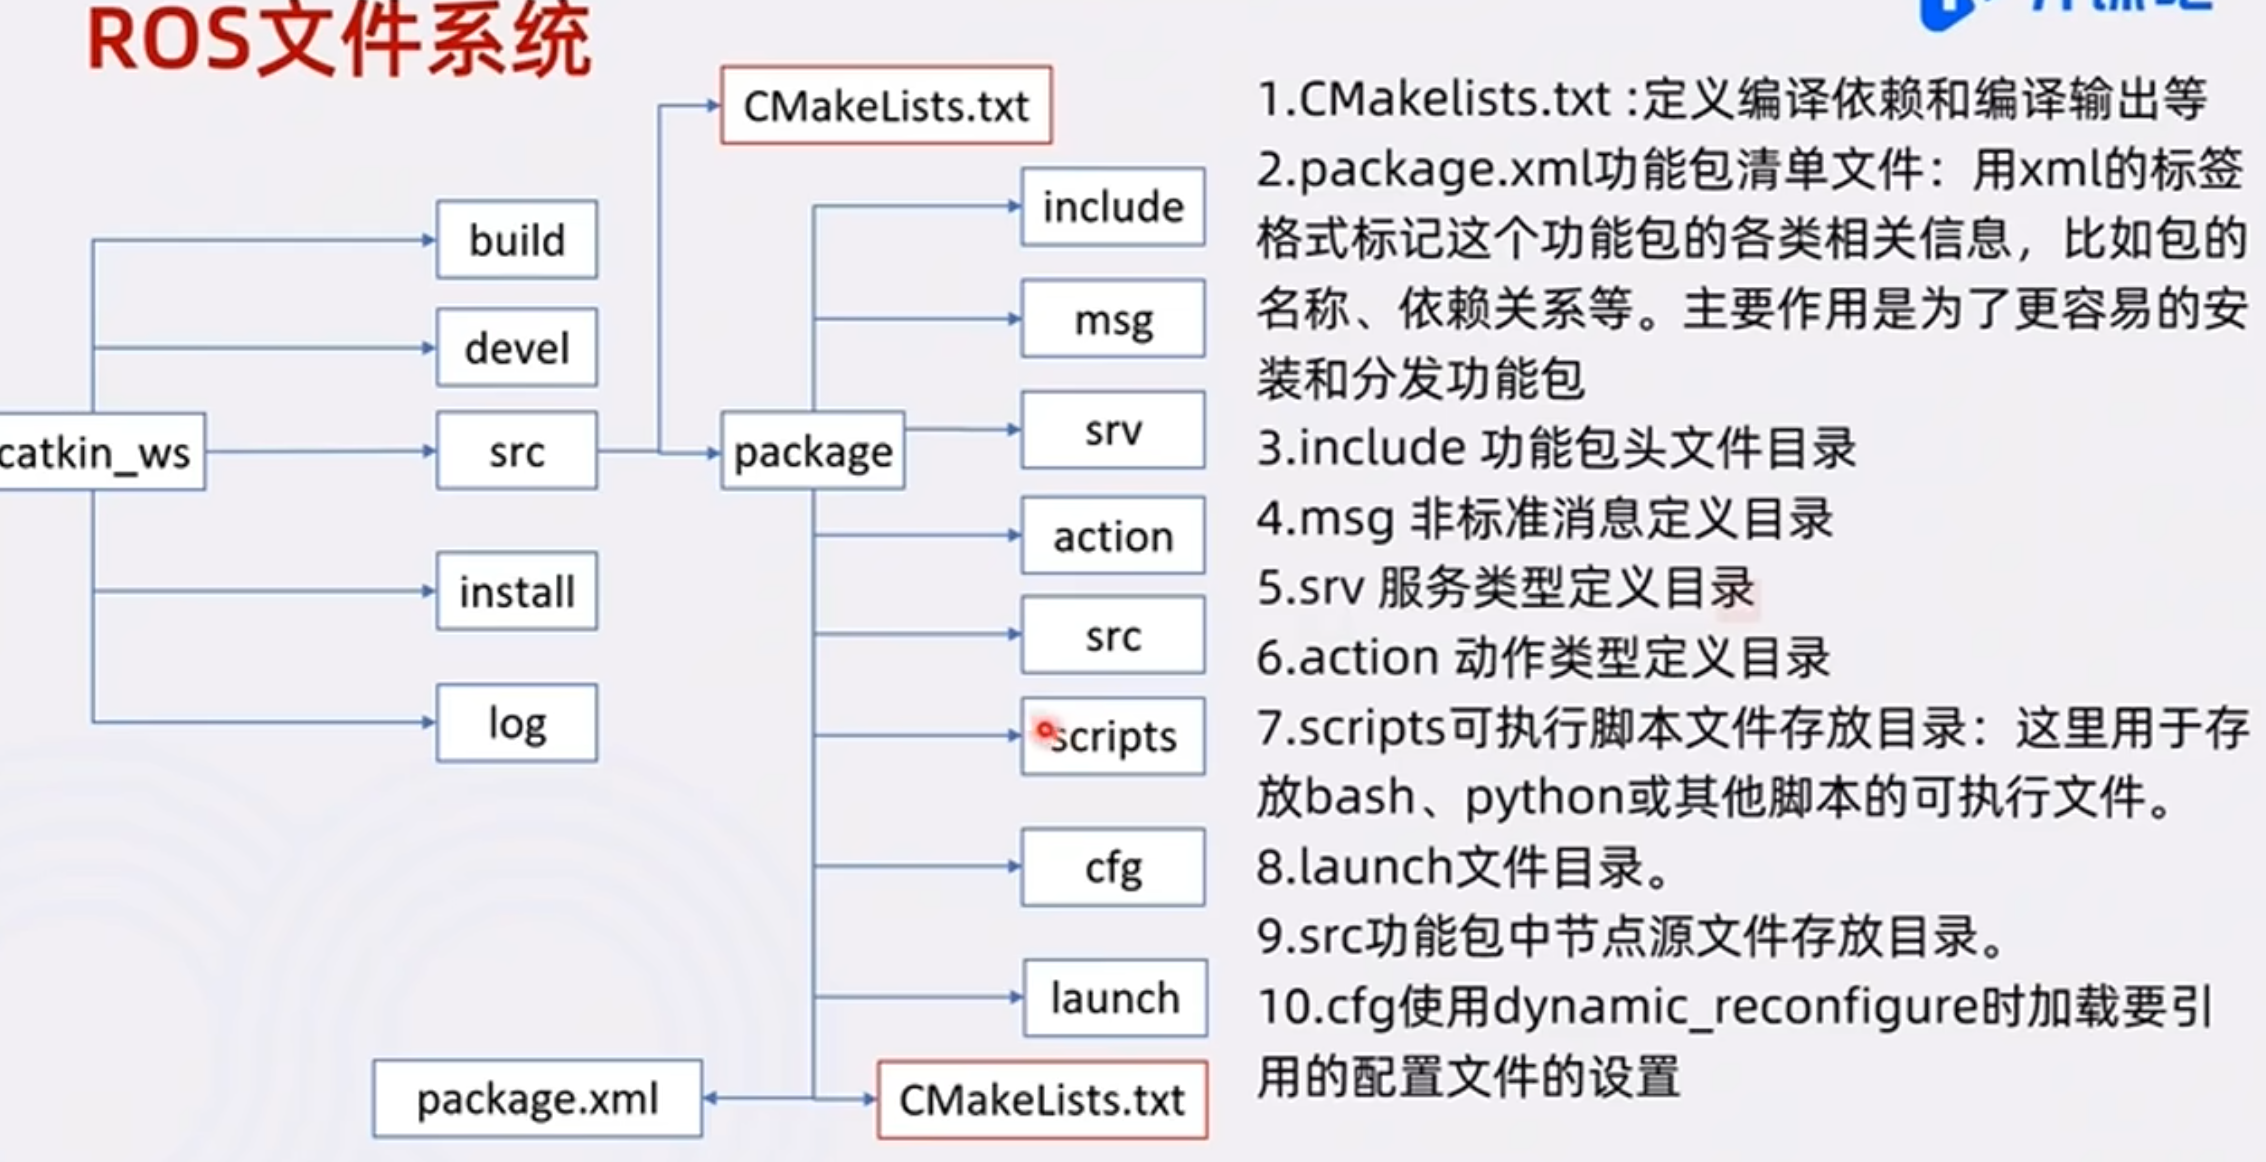 ROS文件系统
CMakeLists.txt
include
build
msg
devel
srv
catkin_ws
src
package
action
install
src
scripts
log
cfg
launch
package.xml
CMakeLists.txt
1.CMakelists.txt :定义编译依赖和编译输出等
2.package.xml功能包清单文件：用xml的标签
格式标记这个功能包的各类相关信息，比如包的
名称、依赖关系等。主要作用是为了更容易的安
装和分发功能包
3.include 功能包头文件目录
4.msg 非标准消息定义目录
5.srv 服务类型定义目录
6.action 动作类型定义目录
7.scripts可执行脚本文件存放目录：这里用于存
放bash、python或其他脚本的可执行文件。
8.launch文件目录。
9.src功能包中节点源文件存放目录。
10.cfg使用dynamic_reconfigure时加载要引
用的配置文件的设置